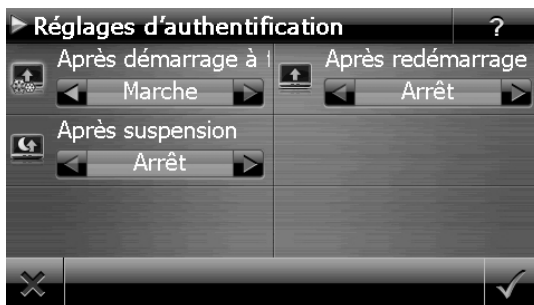 Réglages d'authentification ?
Après démarrage à
Marche
Après redémarrage
Arrêt
Après suspension
Arrêt